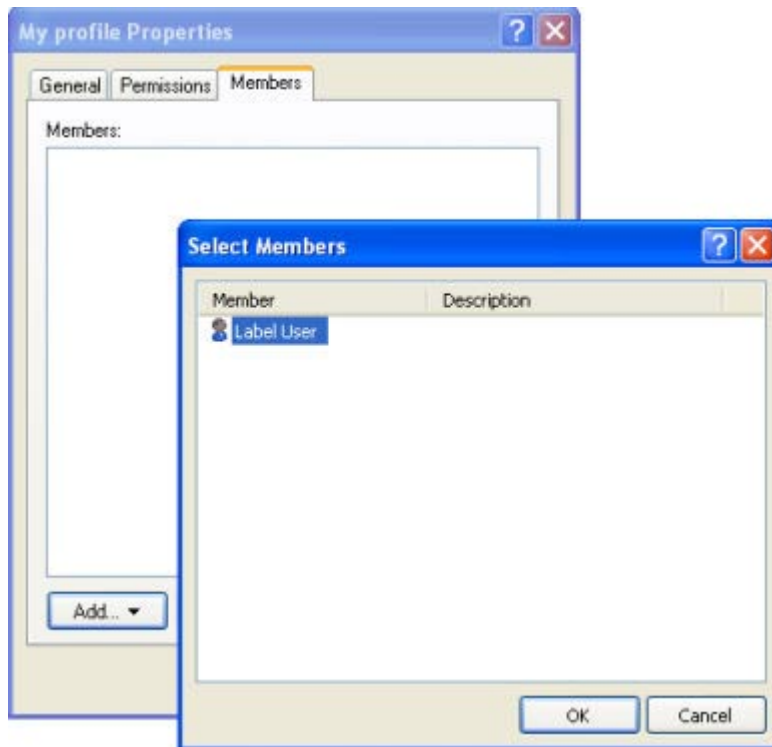 My profile Properties
General Permissions Members
Members:
Select Members
Member Description
Label User
Add...
OK Cancel